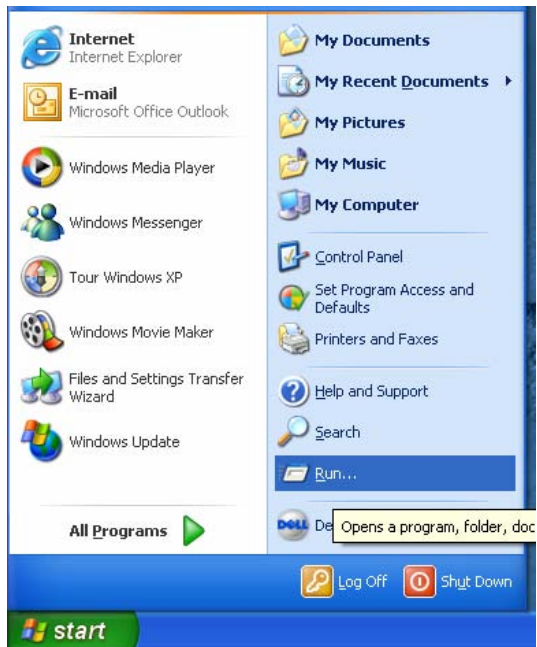 Internet
Internet Explorer
E-mail
Microsoft Office Outlook
Windows Media Player
Windows Messenger
Tour Windows XP
Windows Movie Maker
Files and Settings Transfer
Wizard
Windows Update
All Programs
My Documents
My Recent Documents
My Pictures
My Music
My Computer
Control Panel
Set Program Access and
Defaults
Printers and Faxes
Help and Support
Search
Run...
DELL De
Opens a program, folder, doc
Log Off
Shut Down
start